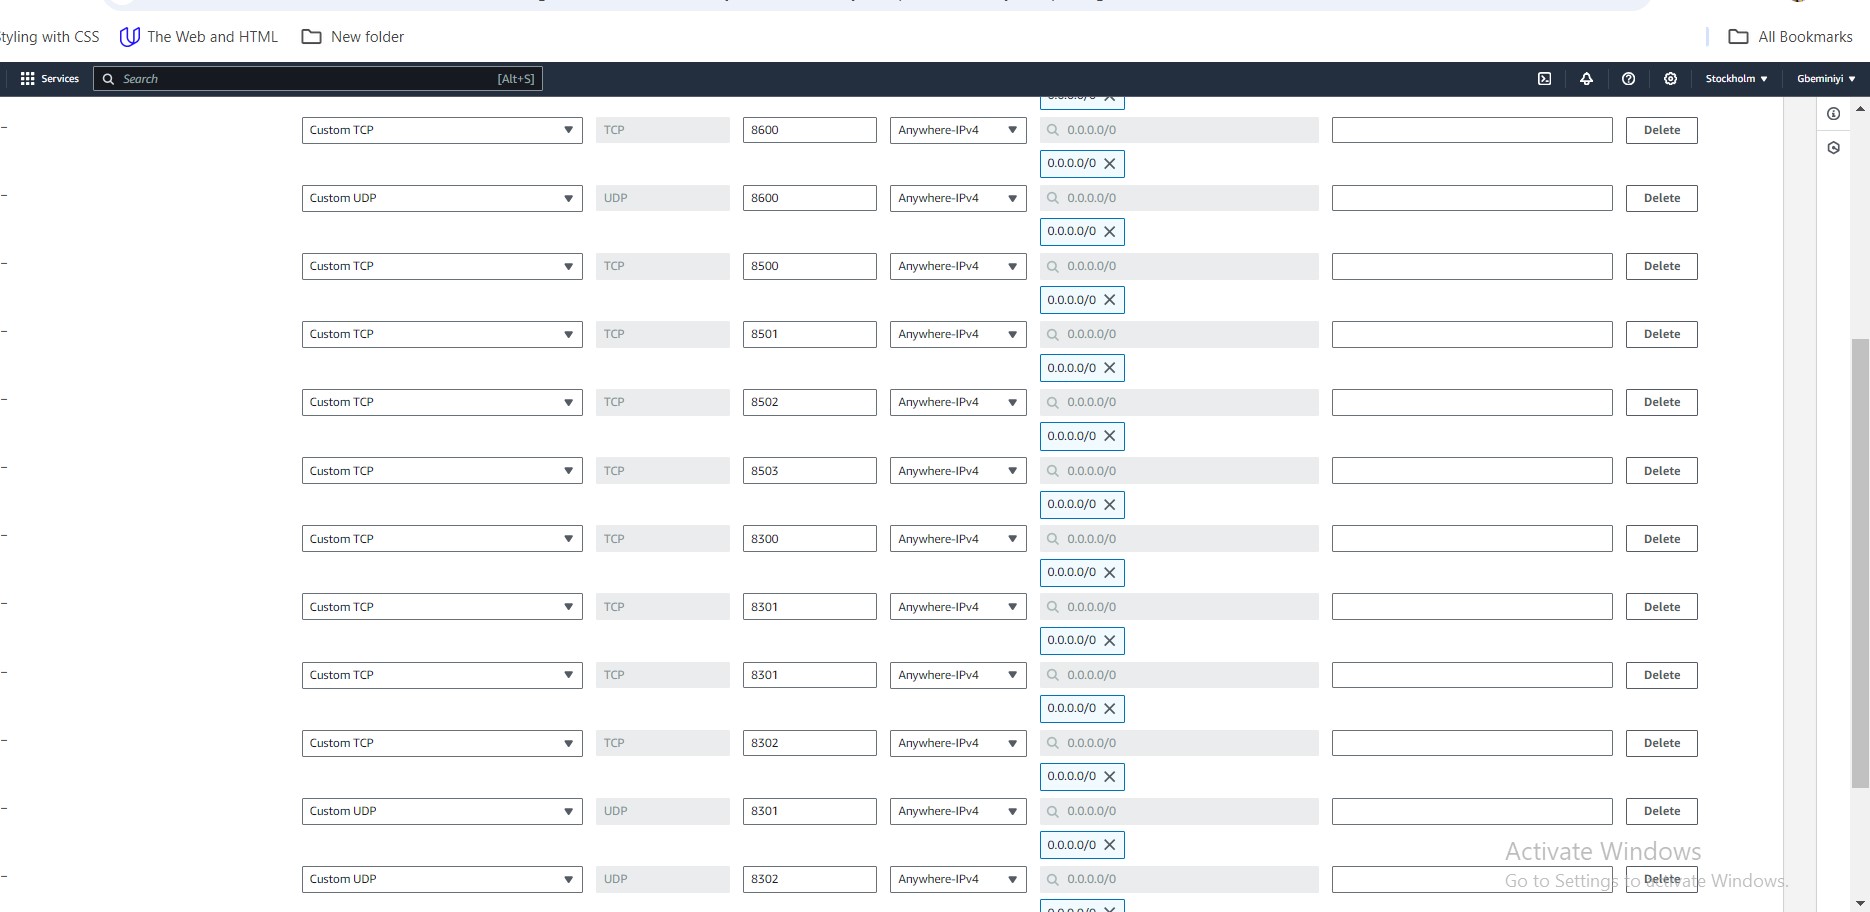 tyling with CSS The Web and HTML New folder All Bookmarks
Services Search [Alt+S] Stockholm Gbeminiyi
Custom TCP TCP 8600 Anywhere-IPv4 0.0.0.0/0 Delete
0.0.0.0/0
Custom UDP UDP 8600 Anywhere-IPv4 0.0.0.0/0 Delete
0.0.0.0/0
Custom TCP TCP 8500 Anywhere-IPv4 0.0.0.0/0 Delete
0.0.0.0/0
Custom TCP TCP 8501 Anywhere-IPv4 0.0.0.0/0 Delete
0.0.0.0/0
Custom TCP TCP 8502 Anywhere-IPv4 0.0.0.0/0 Delete
0.0.0.0/0
Custom TCP TCP 8503 Anywhere-IPv4 0.0.0.0/0 Delete
0.0.0.0/0
Custom TCP TCP 8300 Anywhere-IPv4 0.0.0.0/0 Delete
0.0.0.0/0
Custom TCP TCP 8301 Anywhere-IPv4 0.0.0.0/0 Delete
0.0.0.0/0
Custom TCP TCP 8301 Anywhere-IPv4 0.0.0.0/0 Delete
0.0.0.0/0
Custom TCP TCP 8302 Anywhere-IPv4 0.0.0.0/0 Delete
0.0.0.0/0
Custom UDP UDP 8301 Anywhere-IPv4 0.0.0.0/0 Delete
0.0.0.0/0
Activate Windows
Custom UDP UDP 8302 Anywhere-IPv4 0.0.0.0/0 Delete
Go to Settings to activate Windows.